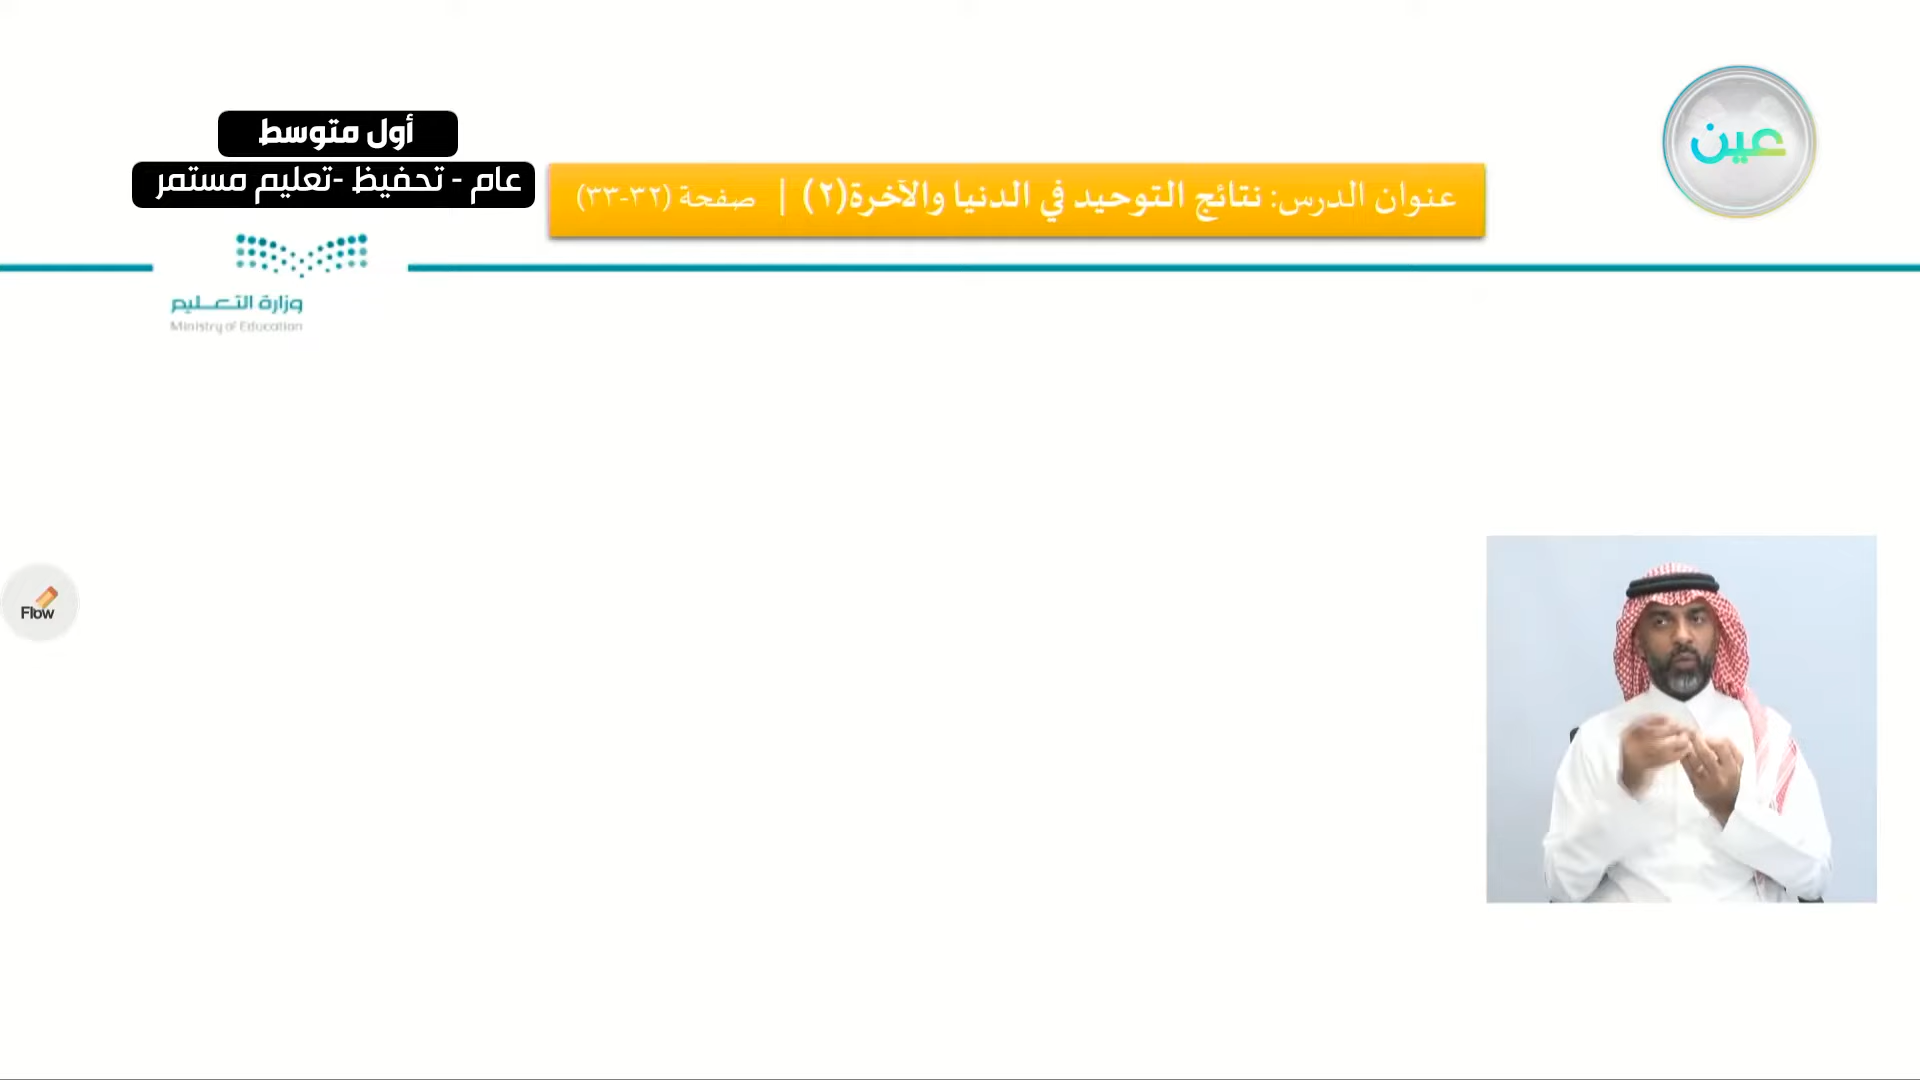 عين
أول متوسط
عام - تحفيظ -تعليم مستمر
عنوان الدرس: نتائج التوحيد في الدنيا والآخرة(٢) | صفحة (٣٢-٣٣)
وزارة التعـــليم
Ministry of Education
Flow